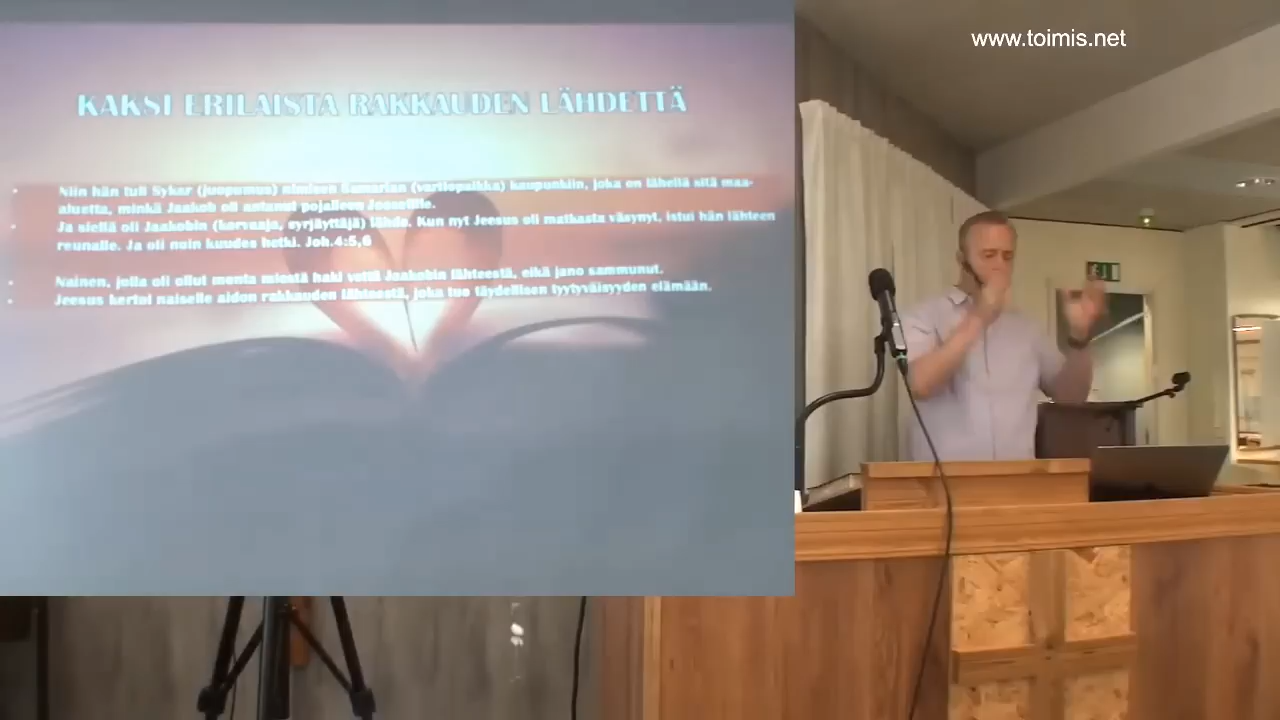 www.toimis.net
KAKSI ERILAISTA RAKKAUDEN LÄHDETTÄ
Niin hän tuli Sykar (juopumus) nimiseen Samarian (vartiopaikka) kaupunkiin, joka on lähellä sitä maa-
aluetta, minkä Jaakob oli antanut pojalleen Joosefille.
Ja siellä oli Jaakobin (korvaaja, syrjäyttäjä) lähde. Kun nyt Jeesus oli matkasta väsynyt, istui hän lähteen
reunalle. Ja oli noin kuudes hetki. Joh.4:5,6
Nainen, jolla oli ollut monta miestä haki vettä Jaakobin lähteestä, eikä jano sammunut.
Jeesus kertoi naiselle aidon rakkauden lähteestä, joka tuo täydellisen tyytyväisyyden elämään.